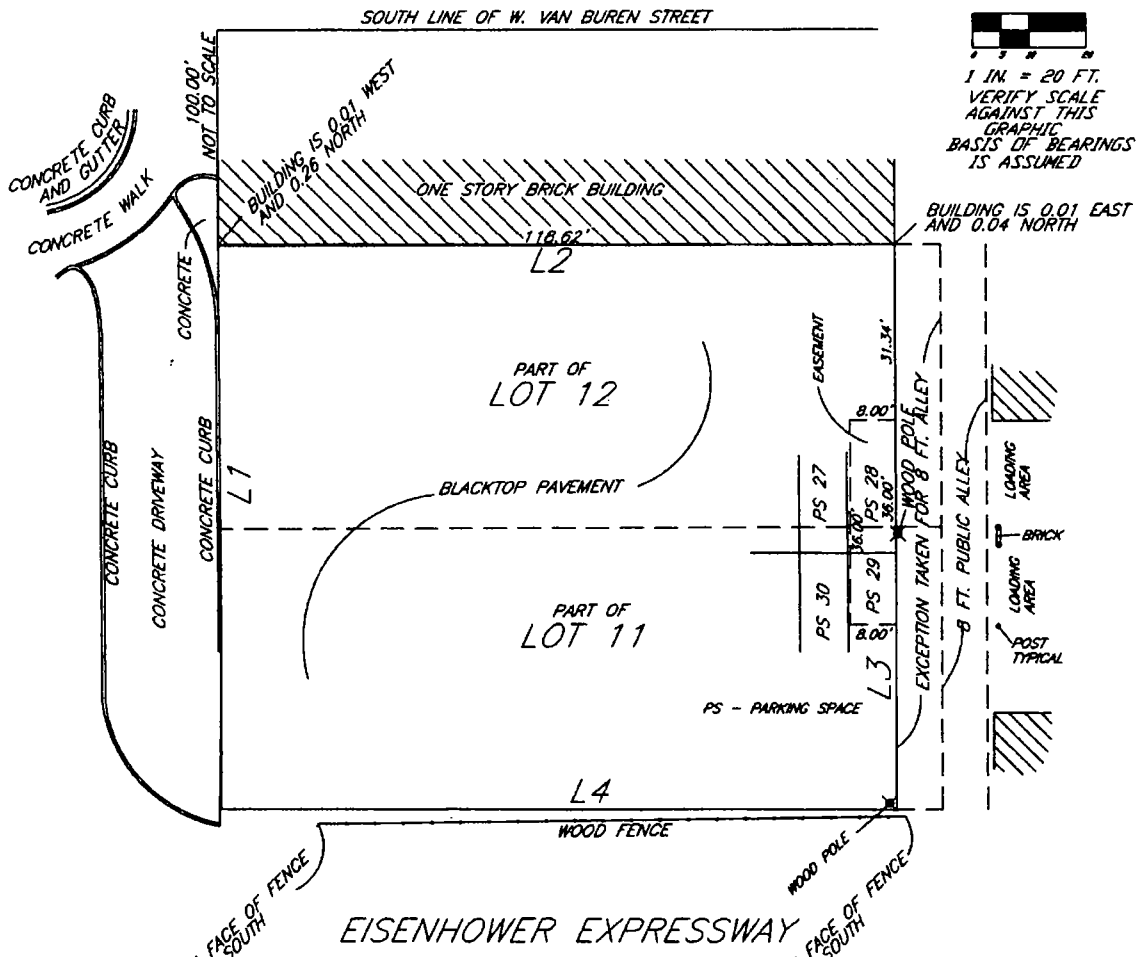 SOUTH LINE OF W. VAN BUREN STREET
0 5 10 20
1 IN. = 20 FT.
VERIFY SCALE
AGAINST THIS
GRAPHIC
BASIS OF BEARINGS
IS ASSUMED
100.00'
NOT TO SCALE
CONCRETE CURB
AND GUTTER
CONCRETE WALK
BUILDING IS 0.01 WEST
AND 0.26 NORTH
ONE STORY BRICK BUILDING
BUILDING IS 0.01 EAST
AND 0.04 NORTH
118.62'
L2
CONCRETE
31.34'
EASEMENT
PART OF
LOT 12
8.00'
WOOD POLE
CONCRETE CURB
CONCRETE DRIVEWAY
CONCRETE CURB
L1
BLACKTOP PAVEMENT
PS 27
PS 28
36.00'
36.00'
EXCEPTION TAKEN FOR 8 FT. ALLEY
8 FT. PUBLIC ALLEY
LOADING
AREA
BRICK
LOADING
AREA
PS 30
PS 29
PART OF
LOT 11
8.00'
POST
TYPICAL
L3
PS - PARKING SPACE
L4
WOOD FENCE
WOOD POLE
FACE OF FENCE
SOUTH
EISENHOWER EXPRESSWAY
FACE OF FENCE
SOUTH